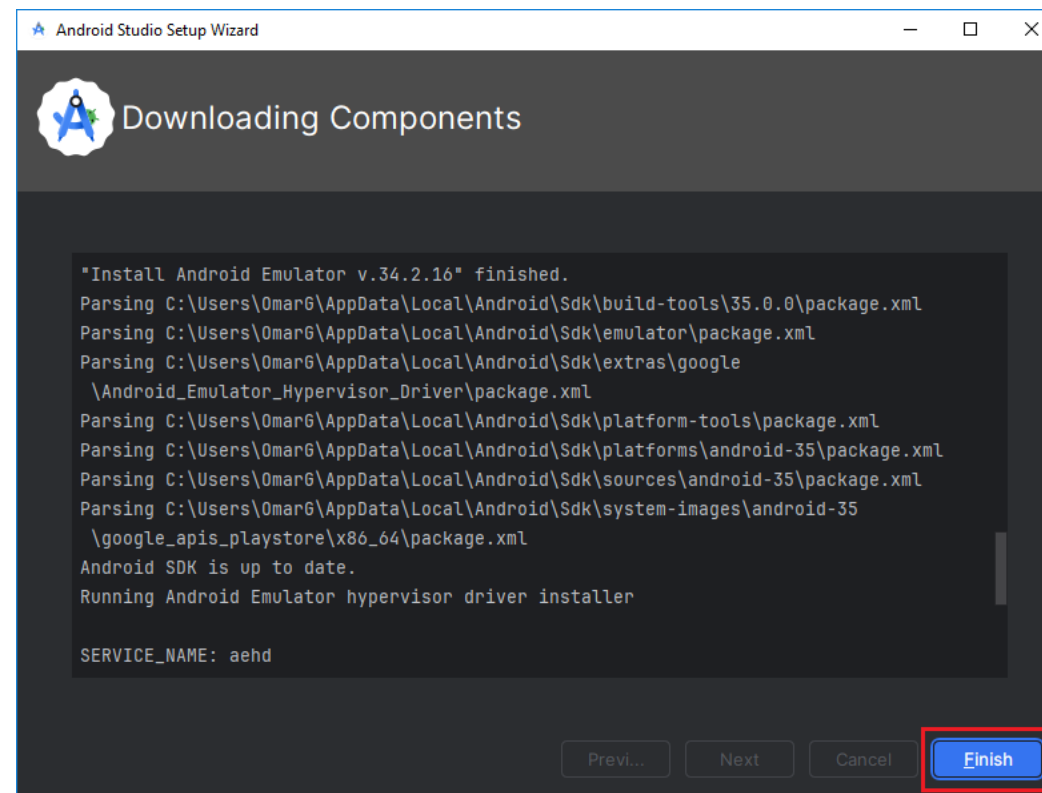 Android Studio Setup Wizard
Downloading Components
"Install Android Emulator v.34.2.16" finished.
Parsing C:\Users\OmarG\AppData\Local\Android\Sdk\build-tools\35.0.0\package.xml
Parsing C:\Users\OmarG\AppData\Local\Android\Sdk\emulator\package.xml
Parsing C:\Users\OmarG\AppData\Local\Android\Sdk\extras\google
\Android_Emulator_Hypervisor_Driver\package.xml
Parsing C:\Users\OmarG\AppData\Local\Android\Sdk\platform-tools\package.xml
Parsing C:\Users\OmarG\AppData\Local\Android\Sdk\platforms\android-35\package.xml
Parsing C:\Users\OmarG\AppData\Local\Android\Sdk\sources\android-35\package.xml
Parsing C:\Users\OmarG\AppData\Local\Android\Sdk\system-images\android-35
\google_apis_playstore\x86_64\package.xml
Android SDK is up to date.
Running Android Emulator hypervisor driver installer
SERVICE_NAME: aehd
Previ... Next Cancel Finish